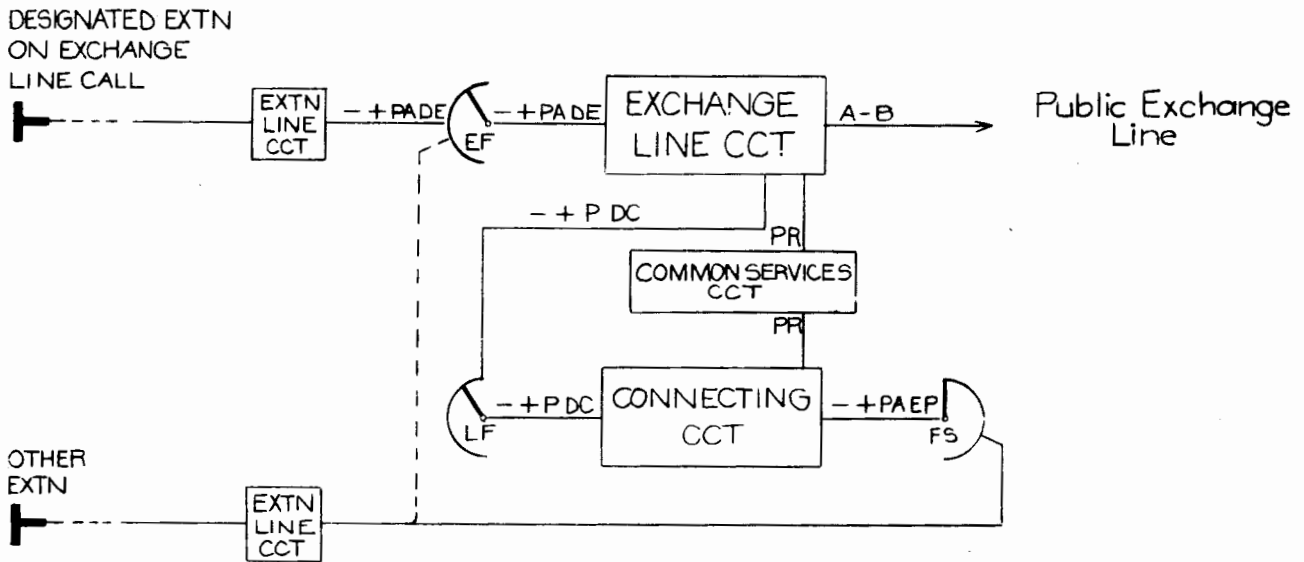 DESIGNATED EXTN
ON EXCHANGE
LINE CALL
EXTN
LINE
CCT
-+PADE
EF
-+PADE
EXCHANGE
LINE CCT
A-B
Public Exchange
Line
-+P DC
PR
COMMON SERVICES
CCT
PR
LF
-+P DC
CONNECTING
CCT
-+PAEP
FS
OTHER
EXTN
EXTN
LINE
CCT